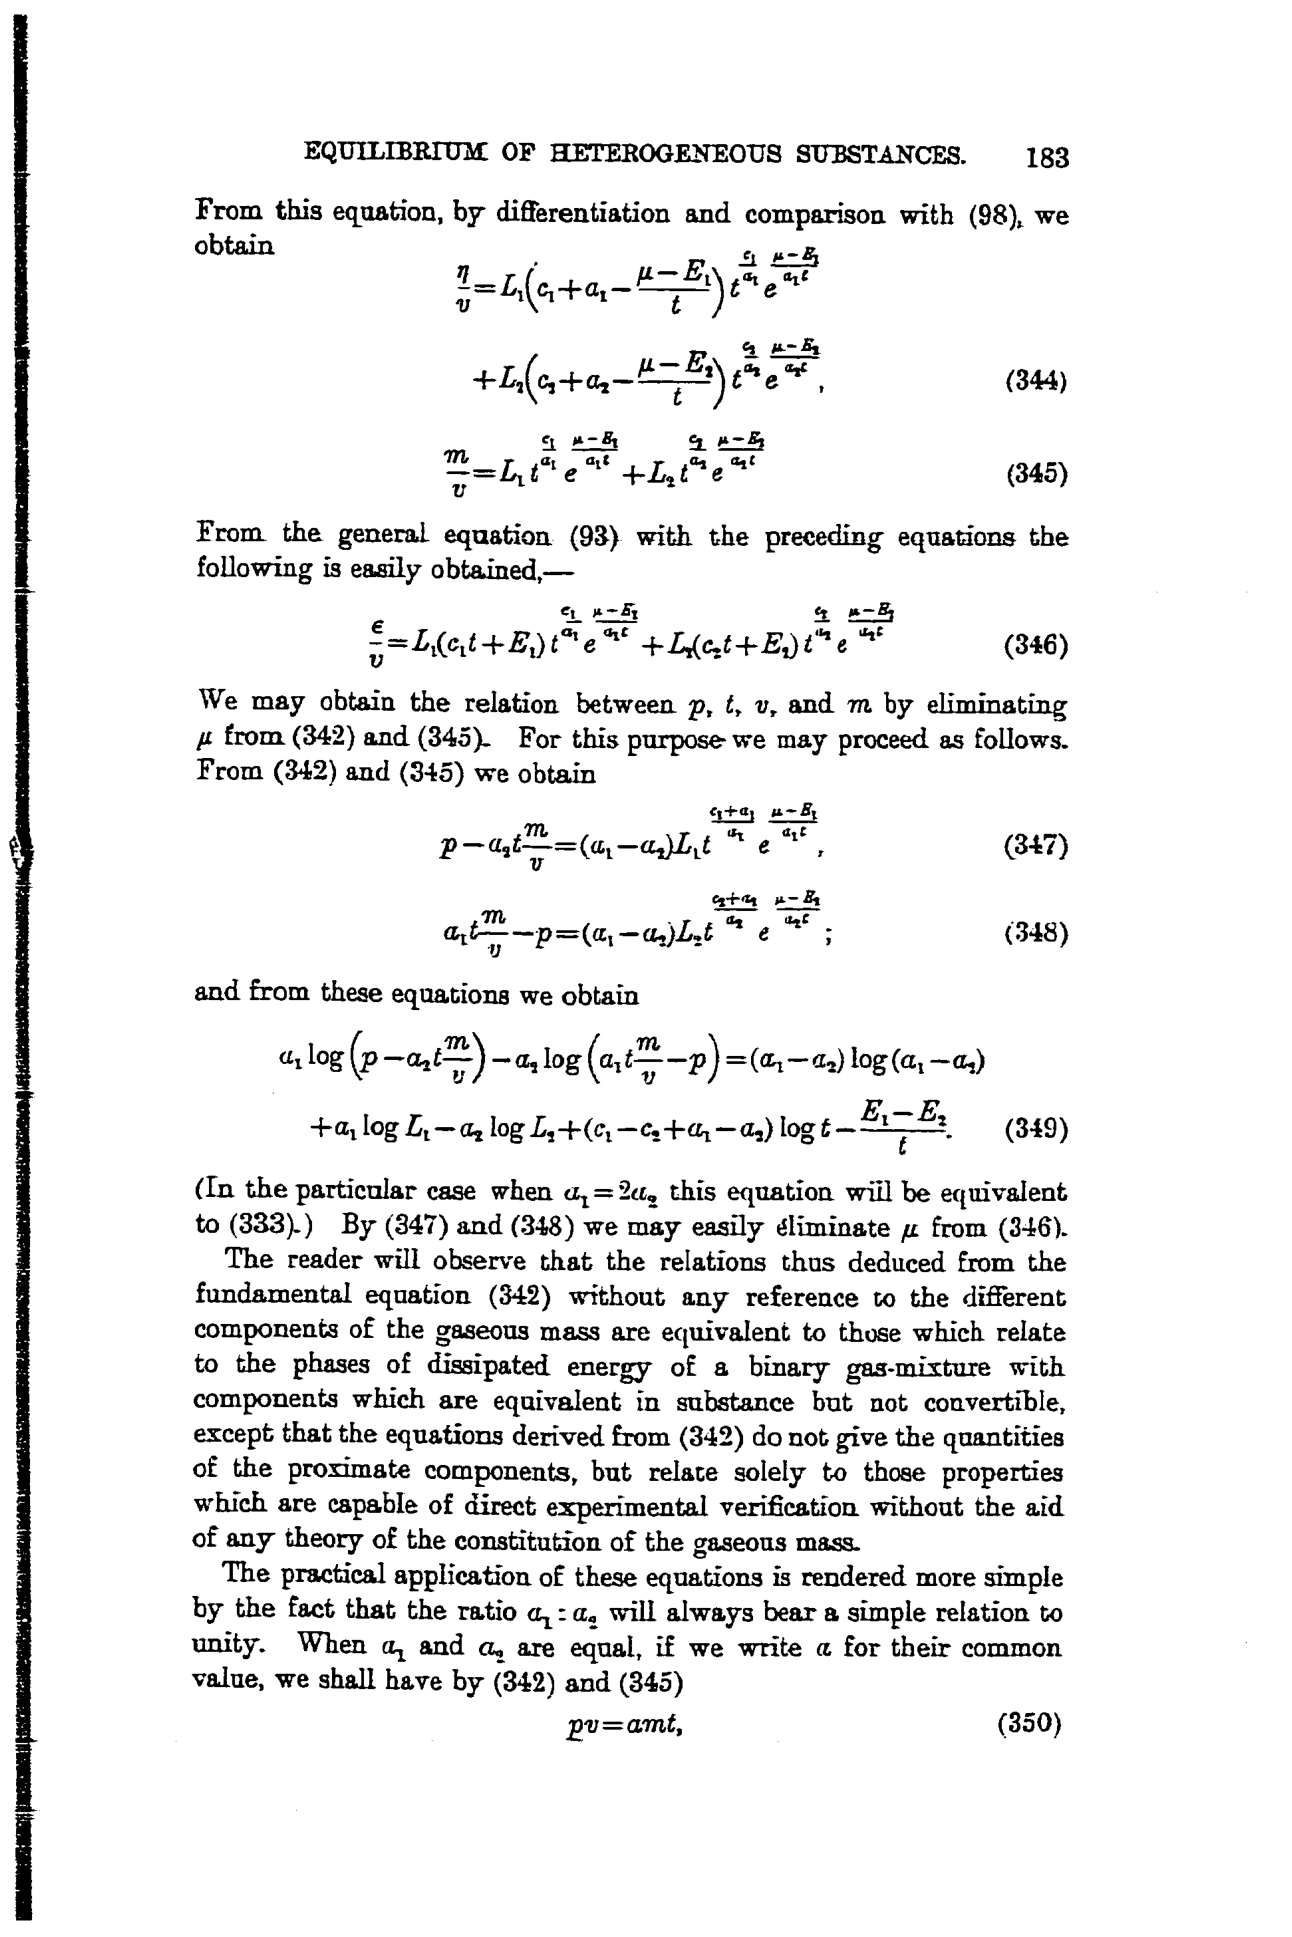 EQUILIBRIUM OF HETEROGENEOUS SUBSTANCES. 183
From this equation, by differentiation and comparison with (98), we
obtain
$\frac{\eta}{v}=L_1\left(c_1+a_1-\frac{\mu-E_1}{t}\right)t^{\frac{c_1}{a_1}}e^{\frac{\mu-E_1}{a_1t}}$
$+L_2\left(c_2+a_2-\frac{\mu-E_2}{t}\right)t^{\frac{c_2}{a_2}}e^{\frac{\mu-E_2}{a_2t}},$ (344)
$\frac{m}{v}=L_1t^{\frac{c_1}{a_1}}e^{\frac{\mu-E_1}{a_1t}}+L_2t^{\frac{c_2}{a_2}}e^{\frac{\mu-E_2}{a_2t}}$ (345)
From the general equation (93) with the preceding equations the
following is easily obtained,—
$\frac{\epsilon}{v}=L_1(c_1t+E_1)t^{\frac{c_1}{a_1}}e^{\frac{\mu-E_1}{a_1t}}+L_2(c_2t+E_2)t^{\frac{c_2}{a_2}}e^{\frac{\mu-E_2}{a_2t}}$ (346)
We may obtain the relation between p, t, v, and m by eliminating
μ from (342) and (345). For this purpose we may proceed as follows.
From (342) and (345) we obtain
$p-a_2t\frac{m}{v}=(a_1-a_2)L_1t^{\frac{c_1+a_1}{a_1}}e^{\frac{\mu-E_1}{a_1t}},$ (347)
$a_1t\frac{m}{v}-p=(a_1-a_2)L_2t^{\frac{c_2+a_2}{a_2}}e^{\frac{\mu-E_2}{a_2t}};$ (348)
and from these equations we obtain
$a_1\log\left(p-a_2t\frac{m}{v}\right)-a_2\log\left(a_1t\frac{m}{v}-p\right)=(a_1-a_2)\log(a_1-a_2)$
$+a_1\log L_1-a_2\log L_2+(c_1-c_2+a_1-a_2)\log t-\frac{E_1-E_2}{t}.$ (349)
(In the particular case when $a_1=2a_2$ this equation will be equivalent
to (333).) By (347) and (348) we may easily eliminate μ from (346).
The reader will observe that the relations thus deduced from the
fundamental equation (342) without any reference to the different
components of the gaseous mass are equivalent to those which relate
to the phases of dissipated energy of a binary gas-mixture with
components which are equivalent in substance but not convertible,
except that the equations derived from (342) do not give the quantities
of the proximate components, but relate solely to those properties
which are capable of direct experimental verification without the aid
of any theory of the constitution of the gaseous mass.
The practical application of these equations is rendered more simple
by the fact that the ratio $a_1:a_2$ will always bear a simple relation to
unity. When $a_1$ and $a_2$ are equal, if we write a for their common
value, we shall have by (342) and (345)
$pv=amt,$ (350)